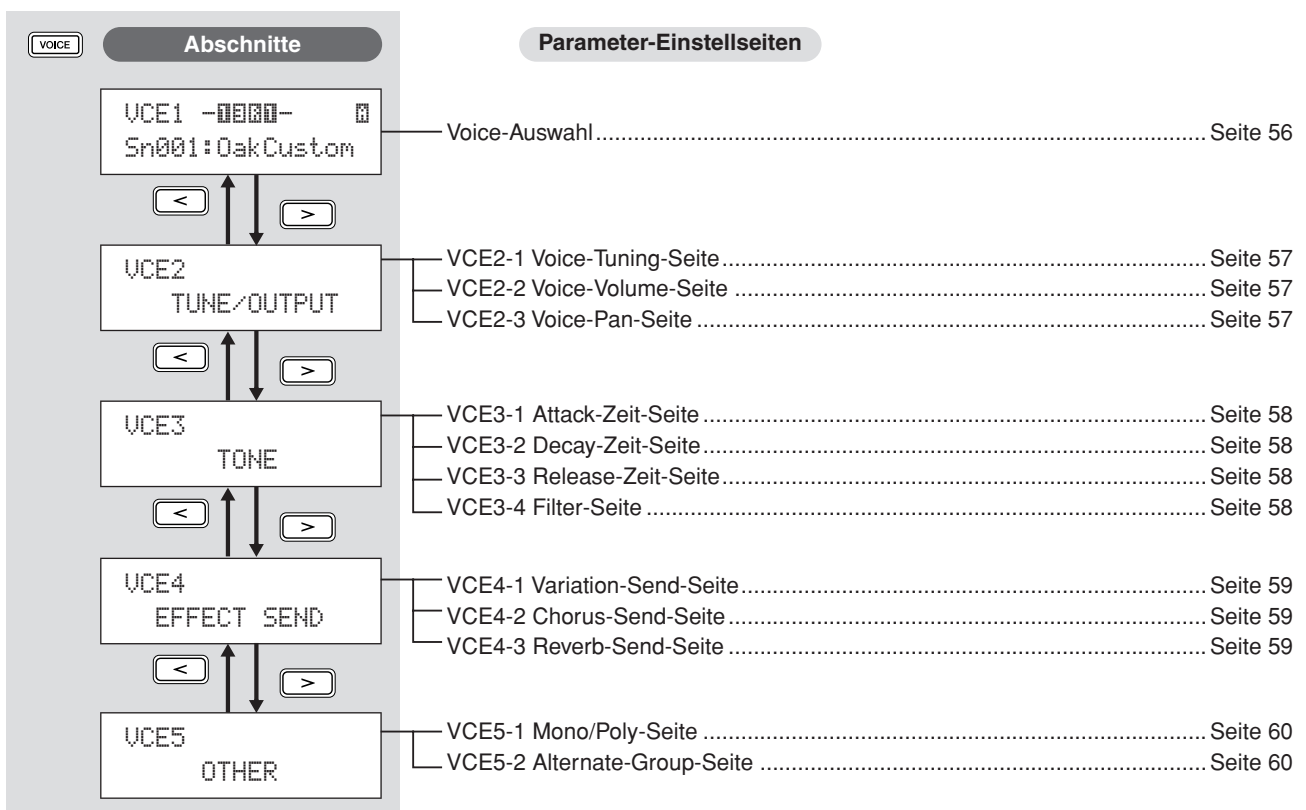 VOICE Abschnitte Parameter-Einstellseiten
VCE1
Sn001:OakCustom
Voice-Auswahl ........ Seite 56
< >
VCE2
TUNE/OUTPUT
VCE2-1 Voice-Tuning-Seite ........ Seite 57
VCE2-2 Voice-Volume-Seite ........ Seite 57
VCE2-3 Voice-Pan-Seite ........ Seite 57
< >
VCE3
TONE
VCE3-1 Attack-Zeit-Seite ........ Seite 58
VCE3-2 Decay-Zeit-Seite ........ Seite 58
VCE3-3 Release-Zeit-Seite ........ Seite 58
VCE3-4 Filter-Seite ........ Seite 58
< >
VCE4
EFFECT SEND
VCE4-1 Variation-Send-Seite ........ Seite 59
VCE4-2 Chorus-Send-Seite ........ Seite 59
VCE4-3 Reverb-Send-Seite ........ Seite 59
< >
VCE5
OTHER
VCE5-1 Mono/Poly-Seite ........ Seite 60
VCE5-2 Alternate-Group-Seite ........ Seite 60